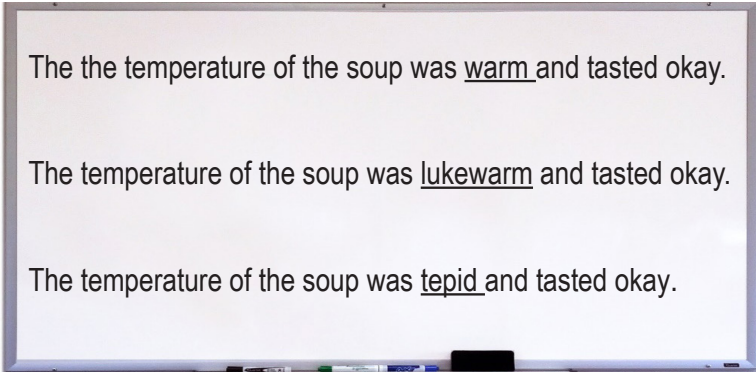 The the temperature of the soup was warm and tasted okay.
The temperature of the soup was lukewarm and tasted okay.
The temperature of the soup was tepid and tasted okay.